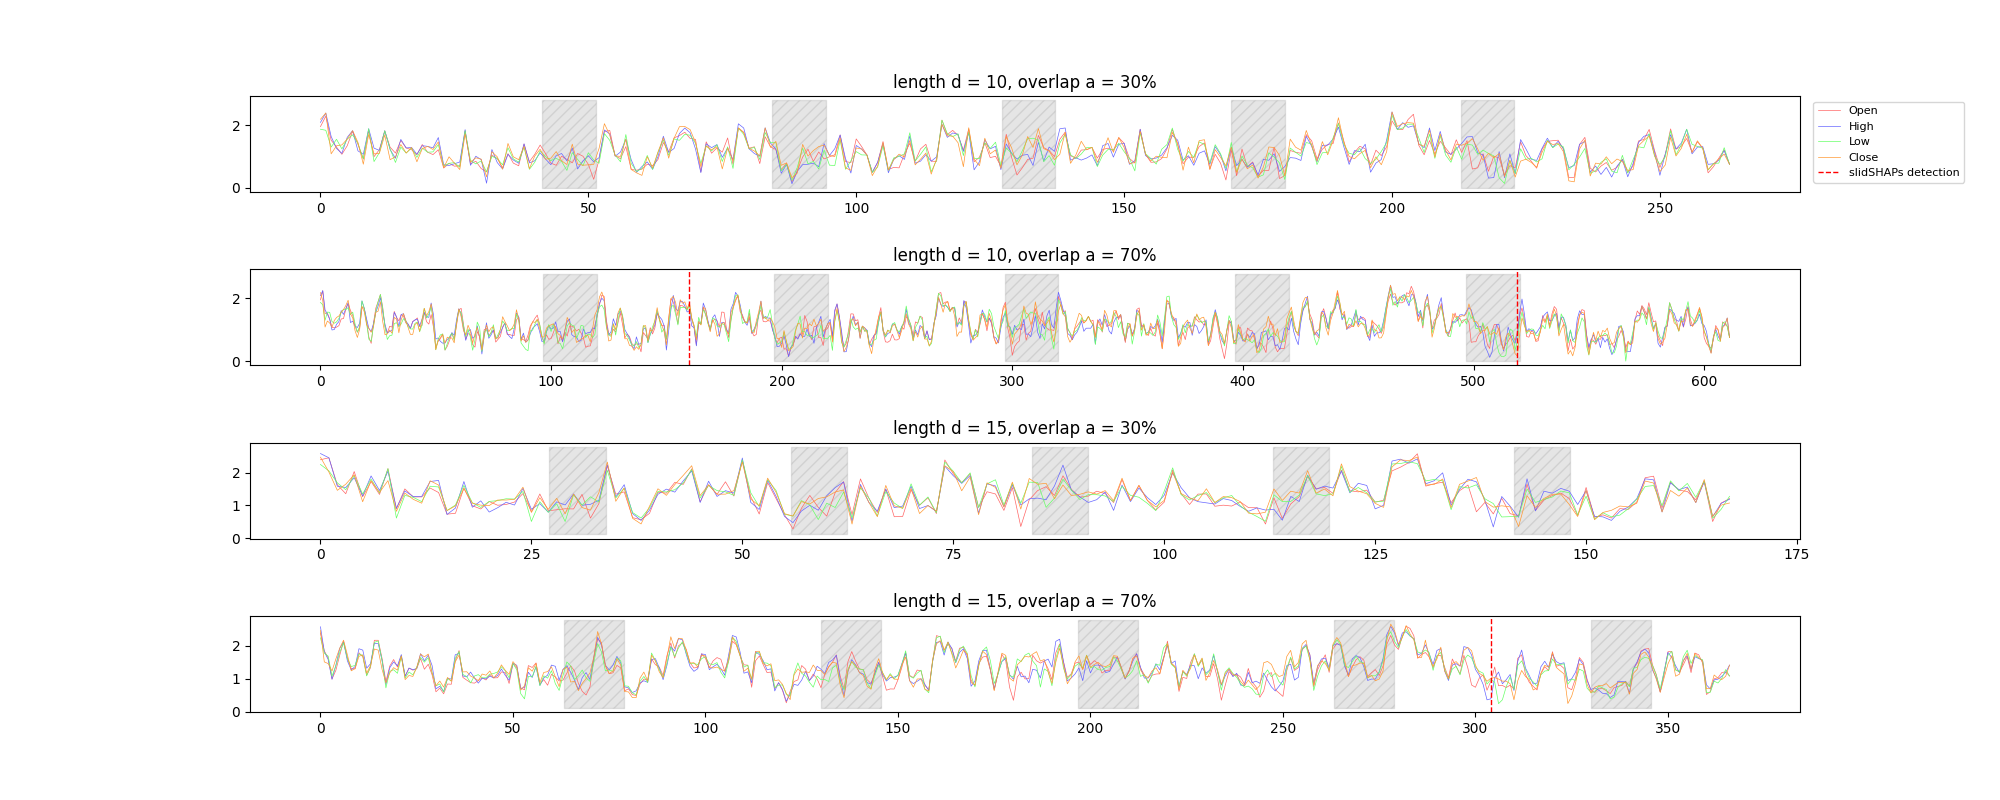 length d = 10, overlap a = 30%
2
0
0 50 100 150 200 250
Open
High
Low
Close
slidSHAPs detection
length d = 10, overlap a = 70%
2
0
0 100 200 300 400 500 600
length d = 15, overlap a = 30%
2
1
0
0 25 50 75 100 125 150 175
length d = 15, overlap a = 70%
2
1
0
0 50 100 150 200 250 300 350